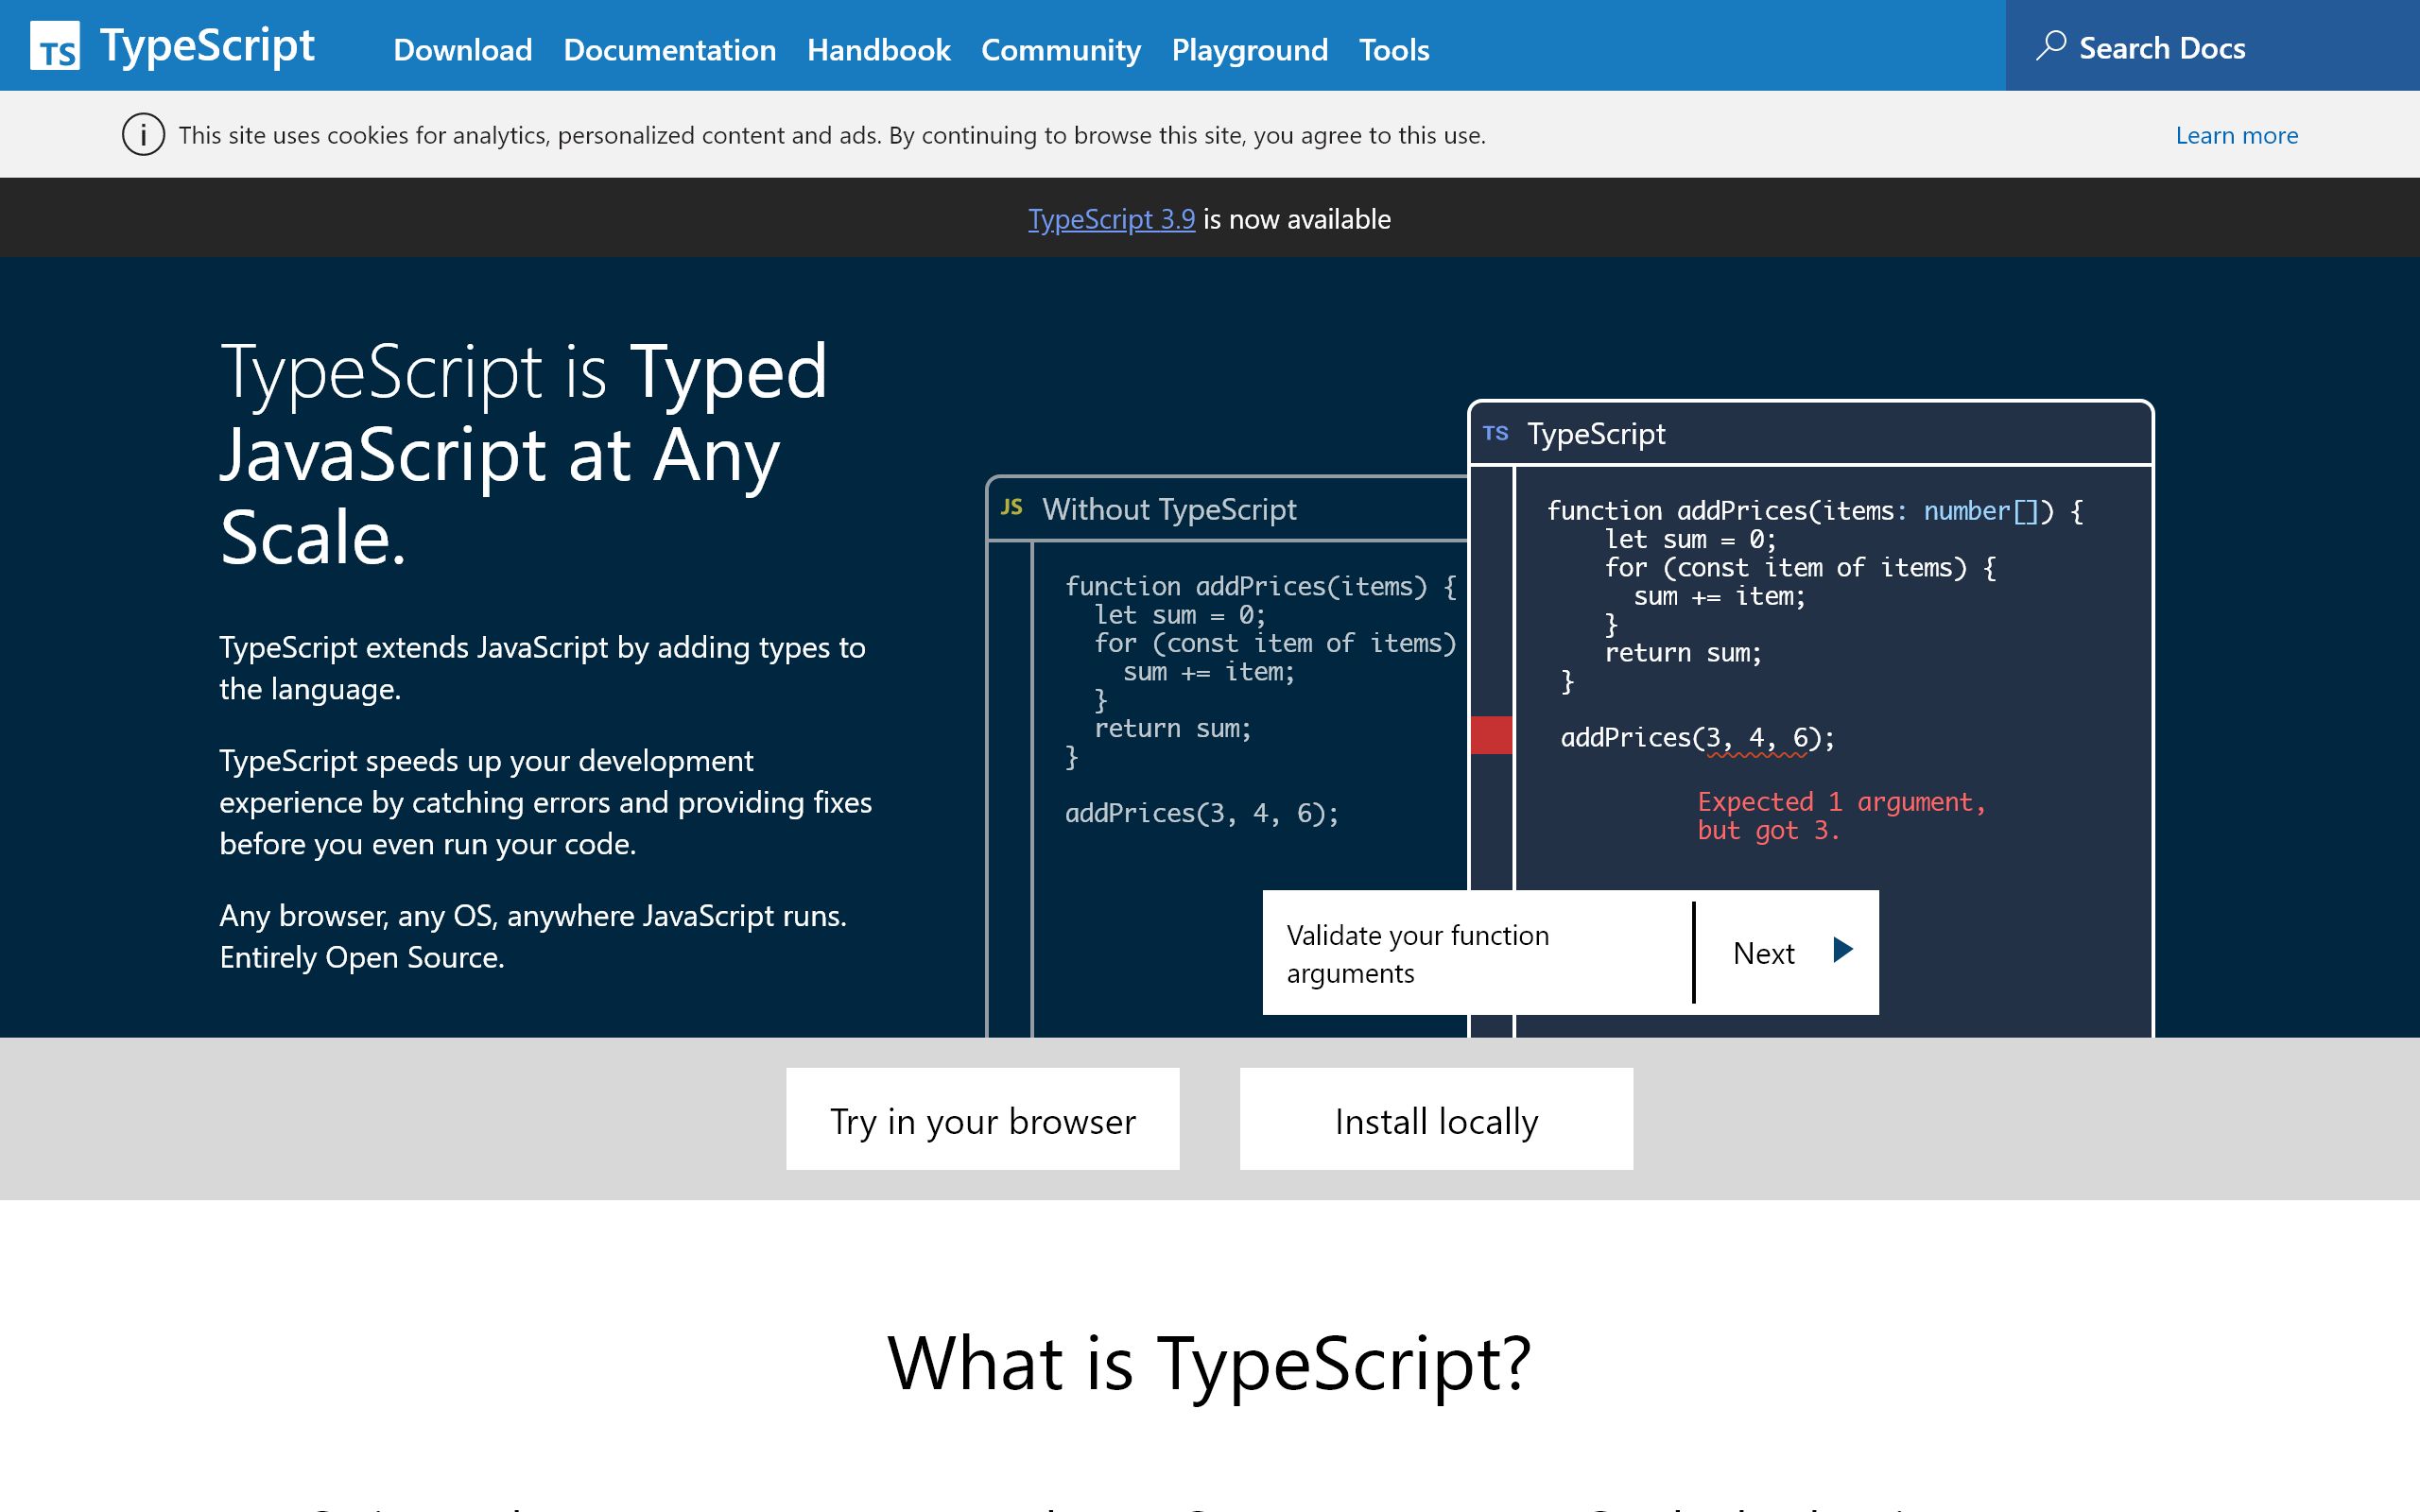 TS TypeScript
Download Documentation Handbook Community Playground Tools
Search Docs
This site uses cookies for analytics, personalized content and ads. By continuing to browse this site, you agree to this use.
Learn more
TypeScript 3.9 is now available
TypeScript is Typed
JavaScript at Any
Scale.
TypeScript extends JavaScript by adding types to
the language.
TypeScript speeds up your development
experience by catching errors and providing fixes
before you even run your code.
Any browser, any OS, anywhere JavaScript runs.
Entirely Open Source.
JS Without TypeScript
function addPrices(items) {
let sum = 0;
for (const item of items)
sum += item;
}
return sum;
}
addPrices(3, 4, 6);
TS TypeScript
function addPrices(items: number[]) {
let sum = 0;
for (const item of items) {
sum += item;
}
return sum;
}
addPrices(3, 4, 6);
Expected 1 argument,
but got 3.
Validate your function
arguments
Next
Try in your browser
Install locally
What is TypeScript?